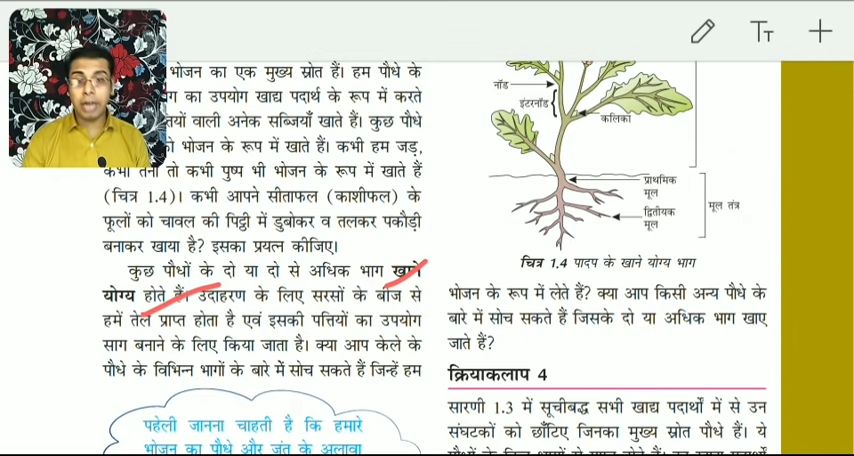 भोजन का एक मुख्य स्रोत हैं। हम पौधे के
का उपयोग खाद्य पदार्थ के रूप में करते
वाली अनेक सब्जियाँ खाते हैं। कुछ पौधे
भोजन के रूप में खाते हैं। कभी हम जड़,
कभी तना तो कभी पुष्प भी भोजन के रूप में खाते हैं
(चित्र 1.4)। कभी आपने सीताफल (काशीफल) के
फूलों को चावल की पिट्ठी में डुबोकर व तलकर पकौड़ी
बनाकर खाया है? इसका प्रयत्न कीजिए।
कुछ पौधों के दो या दो से अधिक भाग खाने
योग्य होते हैं। उदाहरण के लिए सरसों के बीज से
हमें तेल प्राप्त होता है एवं इसकी पत्तियों का उपयोग
साग बनाने के लिए किया जाता है। क्या आप केले के
पौधे के विभिन्न भागों के बारे में सोच सकते हैं जिन्हें हम
पहेली जानना चाहती है कि हमारे
भोजन का पौधे और जंतु के अलावा
Tт
नॉड
इंटरनॉड
कलिका
प्राथमिक
मूल
द्वितीयक
मूल
मूल तंत्र
चित्र 1.4 पादप के खाने योग्य भाग
भोजन के रूप में लेते हैं? क्या आप किसी अन्य पौधे के
बारे में सोच सकते हैं जिसके दो या अधिक भाग खाए
जाते हैं?
क्रियाकलाप 4
सारणी 1.3 में सूचीबद्ध सभी खाद्य पदार्थों में से उन
संघटकों को छाँटिए जिनका मुख्य स्रोत पौधे हैं। ये